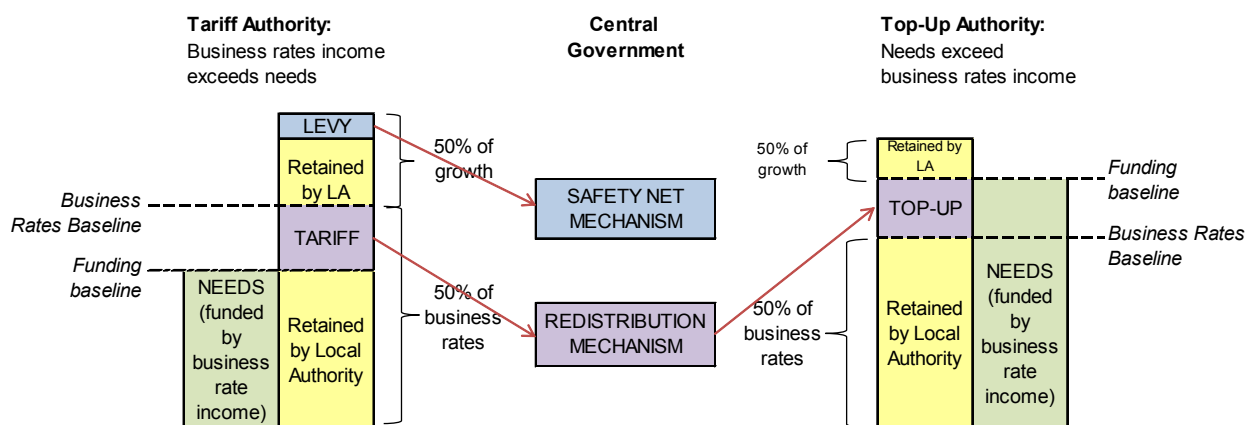 Tariff Authority:
Business rates income
exceeds needs
Central
Government
Top-Up Authority:
Needs exceed
business rates income
LEVY
Retained
by LA
50% of
growth
Business
Rates Baseline
TARIFF
Funding
baseline
NEEDS
(funded
by
business
rate
income)
Retained
by Local
Authority
50% of
business
rates
SAFETY NET
MECHANISM
REDISTRIBUTION
MECHANISM
50% of
growth
Retained by
LA
Funding
baseline
TOP-UP
Business Rates
Baseline
50% of
business
rates
Retained
by Local
Authority
NEEDS
(funded
by
business
rate
income)